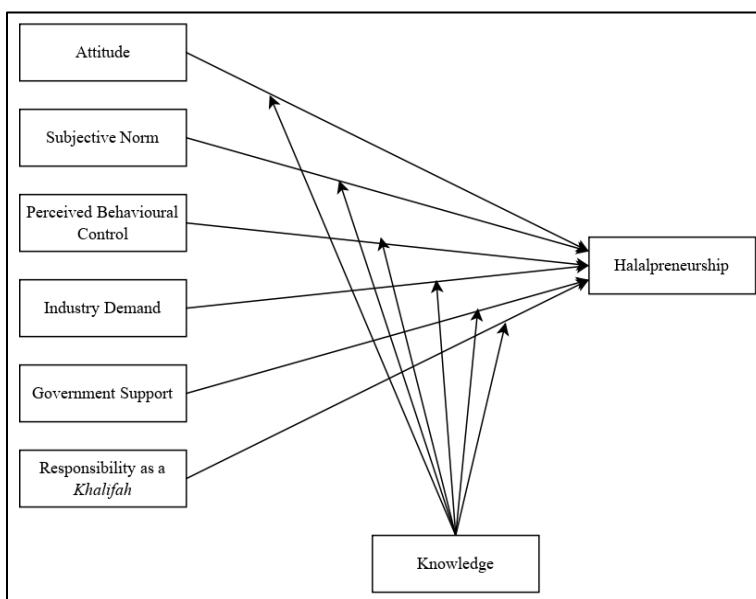 Attitude
Subjective Norm
Perceived Behavioural
Control
Industry Demand
Government Support
Responsibility as a
Khalifah
Halalpreneurship
Knowledge